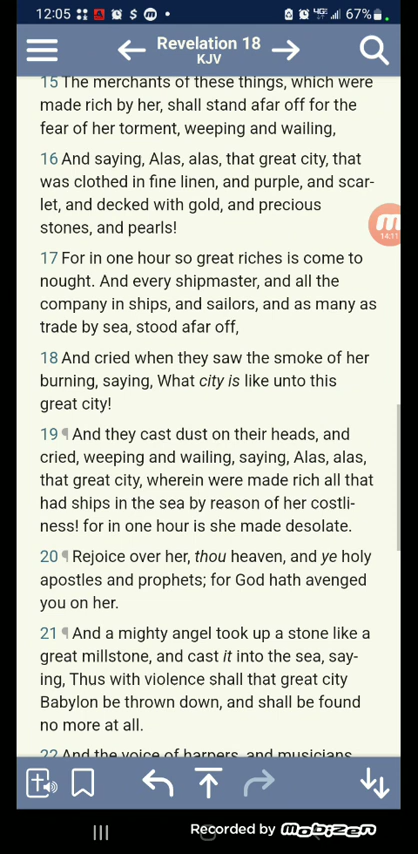 12:05 $ m • 4G 67%
Revelation 18
KJV
15 The merchants of these things, which were
made rich by her, shall stand afar off for the
fear of her torment, weeping and wailing,
16 And saying, Alas, alas, that great city, that
was clothed in fine linen, and purple, and scar-
let, and decked with gold, and precious
stones, and pearls!
m
14:11
17 For in one hour so great riches is come to
nought. And every shipmaster, and all the
company in ships, and sailors, and as many as
trade by sea, stood afar off,
18 And cried when they saw the smoke of her
burning, saying, What city is like unto this
great city!
19 ¶ And they cast dust on their heads, and
cried, weeping and wailing, saying, Alas, alas,
that great city, wherein were made rich all that
had ships in the sea by reason of her costli-
ness! for in one hour is she made desolate.
20 ¶ Rejoice over her, thou heaven, and ye holy
apostles and prophets; for God hath avenged
you on her.
21 ¶ And a mighty angel took up a stone like a
great millstone, and cast it into the sea, say-
ing, Thus with violence shall that great city
Babylon be thrown down, and shall be found
no more at all.
22 And the voice of harpers, and musicians,
Recorded by mobizen